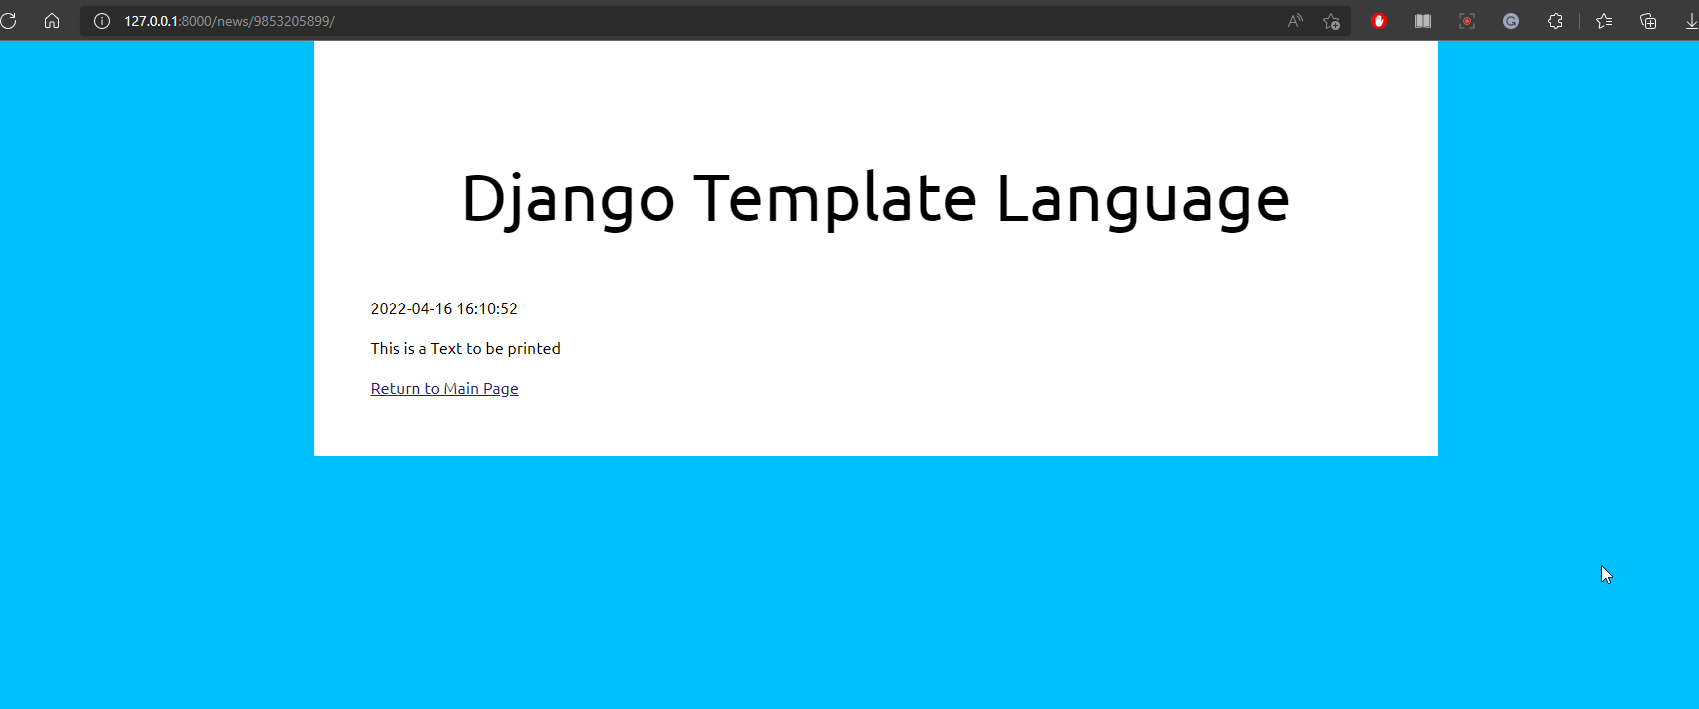 127.0.0.1:8000/news/9853205899/
Django Template Language
2022-04-16 16:10:52
This is a Text to be printed
Return to Main Page